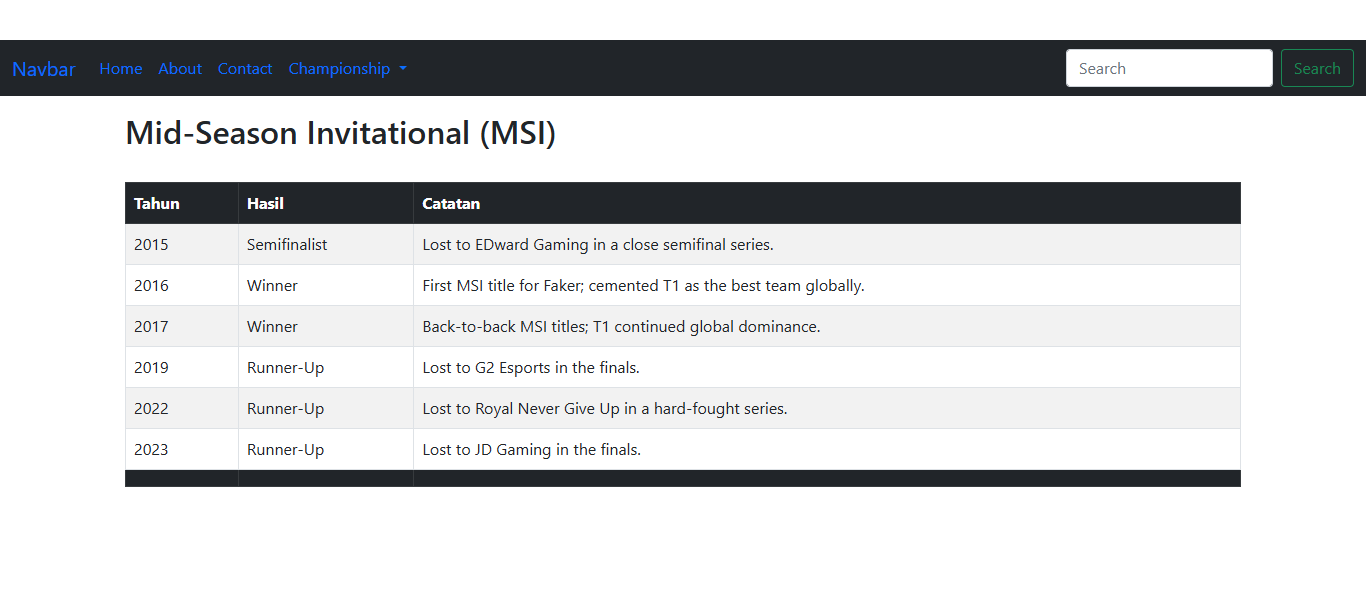 Navbar Home About Contact Championship Search Search
Mid-Season Invitational (MSI)
Tahun Hasil Catatan
2015 Semifinalist Lost to EDward Gaming in a close semifinal series.
2016 Winner First MSI title for Faker; cemented T1 as the best team globally.
2017 Winner Back-to-back MSI titles; T1 continued global dominance.
2019 Runner-Up Lost to G2 Esports in the finals.
2022 Runner-Up Lost to Royal Never Give Up in a hard-fought series.
2023 Runner-Up Lost to JD Gaming in the finals.